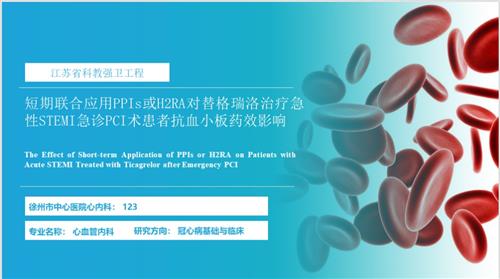 江苏省科教强卫工程
短期联合应用PPIs或H2RA对替格瑞洛治疗急
性STEMI急诊PCI术患者抗血小板药效影响
The Effect of Short-term Application of PPIs or H2RA on Patients with
Acute STEMI Treated with Ticagrelor after Emergency PCI
徐州市中心医院心内科： 123
专业名称： 心血管内科 研究方向： 冠心病基础与临床